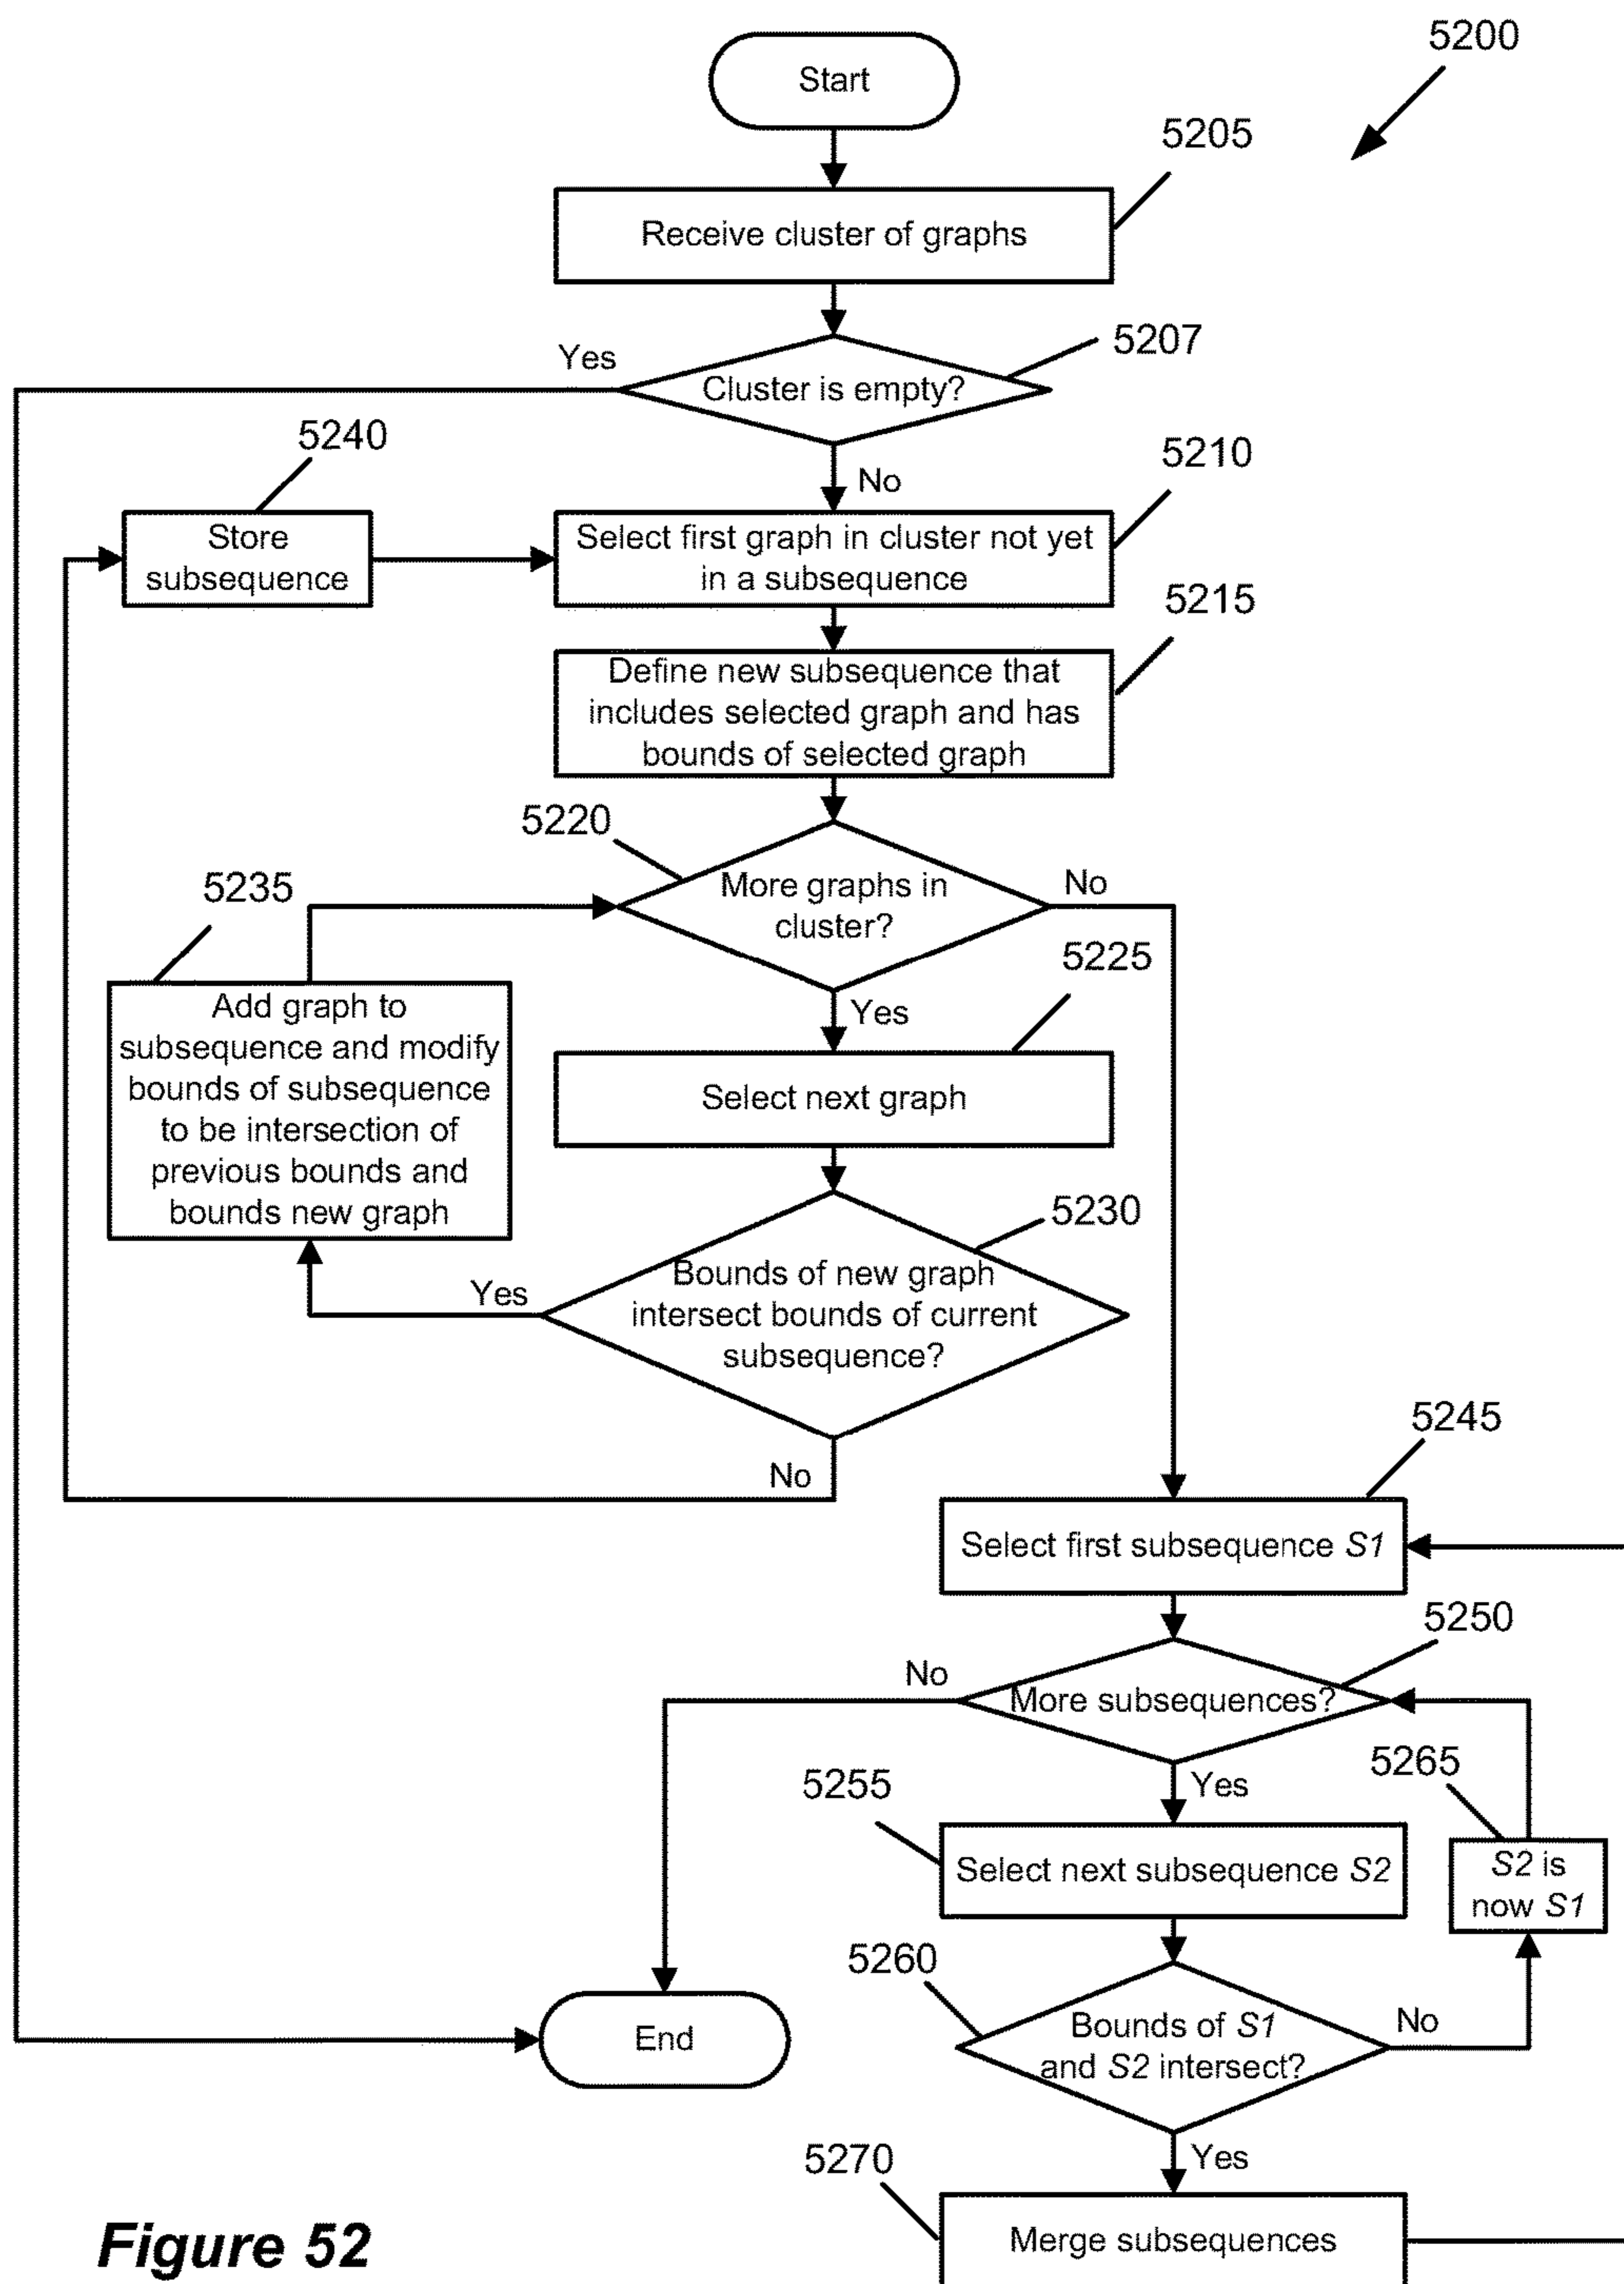 Start
5200
5205
Receive cluster of graphs
5207
Yes
Cluster is empty?
5240
No
5210
Store
subsequence
Select first graph in cluster not yet
in a subsequence
5215
Define new subsequence that
includes selected graph and has
bounds of selected graph
5220
More graphs in
cluster?
No
5235
5225
Yes
Add graph to
subsequence and modify
bounds of subsequence
to be intersection of
previous bounds and
bounds new graph
Select next graph
5230
Bounds of new graph
intersect bounds of current
subsequence?
Yes
No
5245
Select first subsequence S1
5250
No
More subsequences?
Yes
5265
5255
Select next subsequence S2
S2 is
now S1
5260
Bounds of S1
and S2 intersect?
No
End
Yes
5270
Merge subsequences
Figure 52